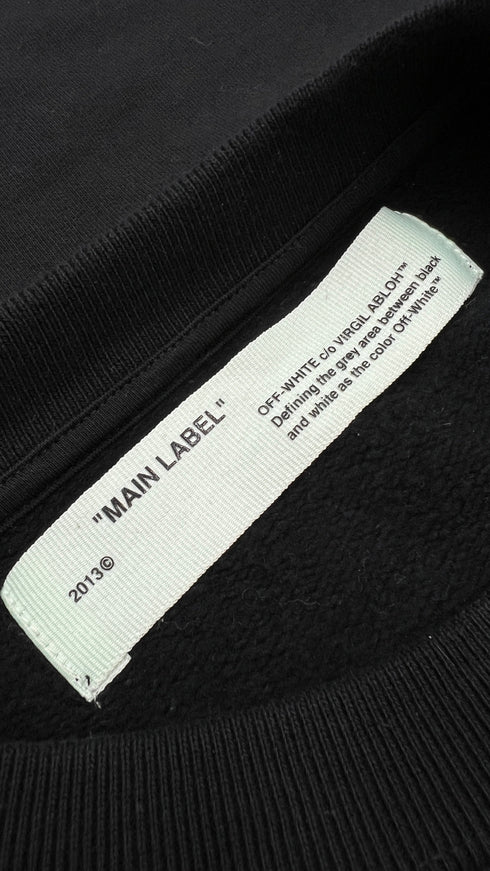 "MAIN LABEL"
2013©
OFF-WHITE c/o VIRGIL ABLOH™
Defining the grey area between black
and white as the color Off-White™